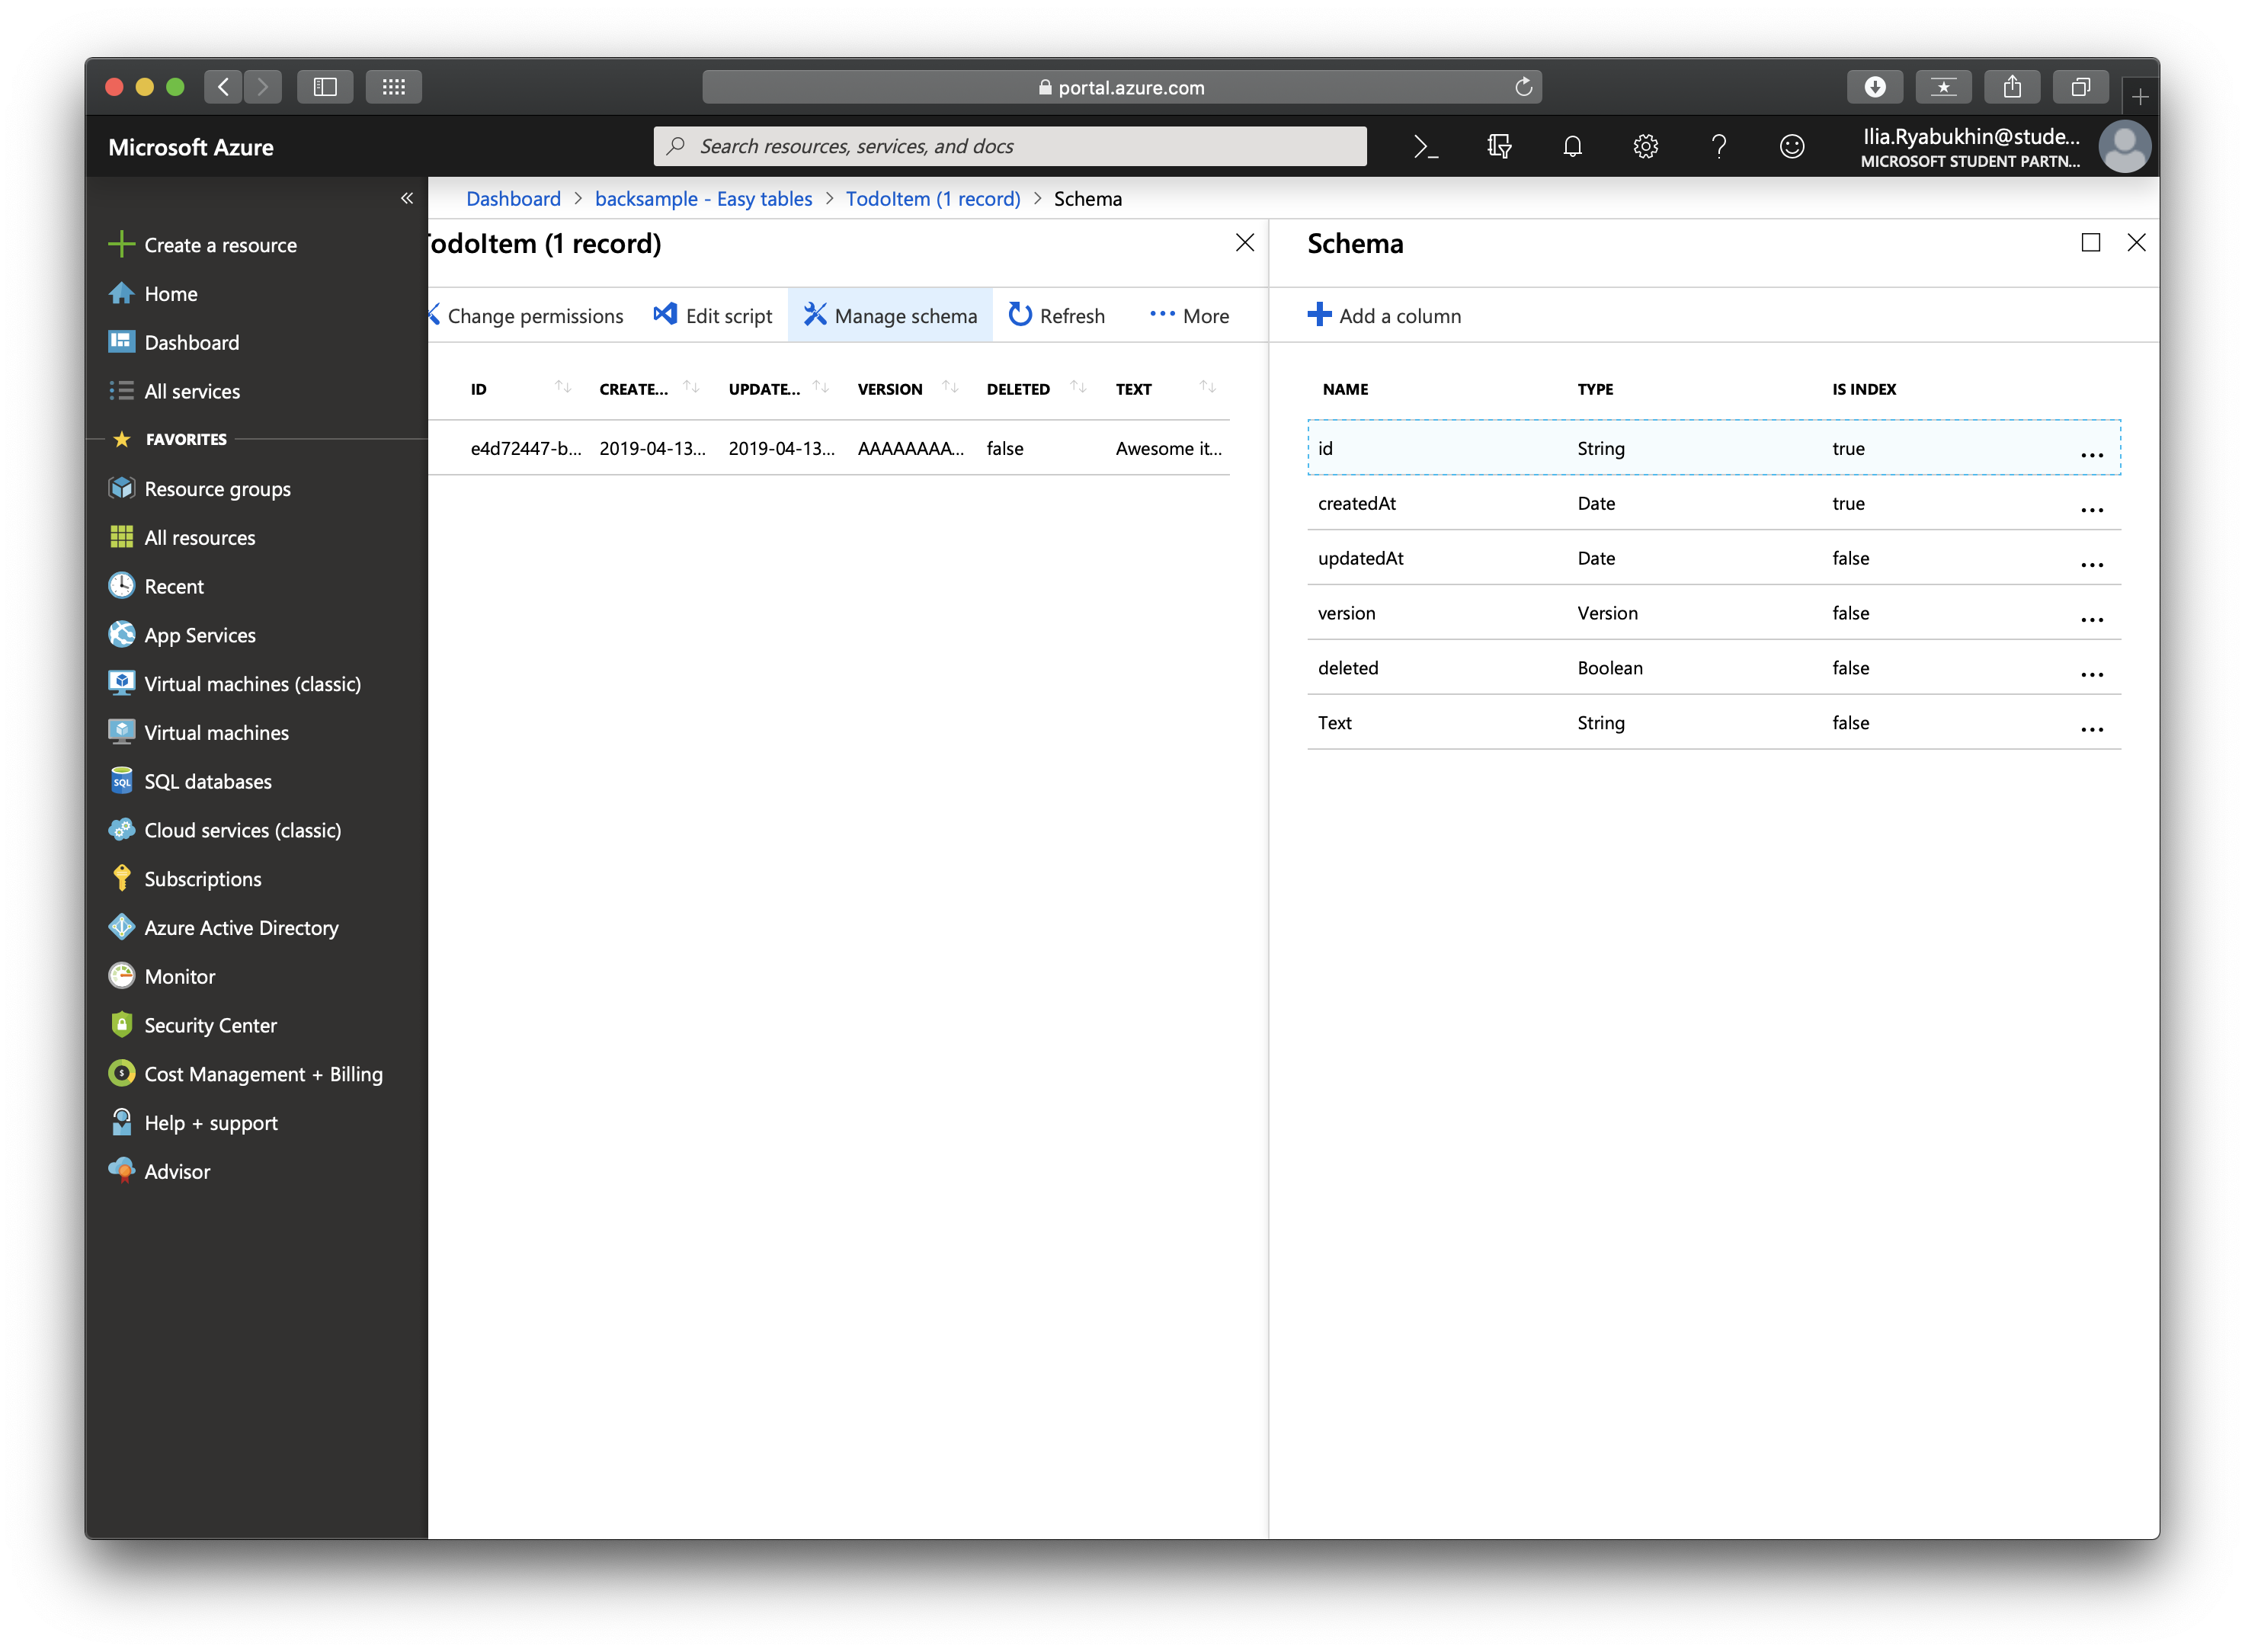 portal.azure.com
Microsoft Azure
Search resources, services, and docs
Ilia.Ryabukhin@stude...
MICROSOFT STUDENT PARTN...
Dashboard > backsample - Easy tables > TodoItem (1 record) > Schema
Create a resource
Home
Dashboard
All services
FAVORITES
Resource groups
All resources
Recent
App Services
Virtual machines (classic)
Virtual machines
SQL databases
Cloud services (classic)
Subscriptions
Azure Active Directory
Monitor
Security Center
Cost Management + Billing
Help + support
Advisor
TodoItem (1 record)
Change permissions Edit script Manage schema Refresh ... More
ID CREATE... UPDATE... VERSION DELETED TEXT
e4d72447-b... 2019-04-13... 2019-04-13... AAAAAAAA... false Awesome it...
Schema
Add a column
NAME TYPE IS INDEX
id String true ...
createdAt Date true ...
updatedAt Date false ...
version Version false ...
deleted Boolean false ...
Text String false ...